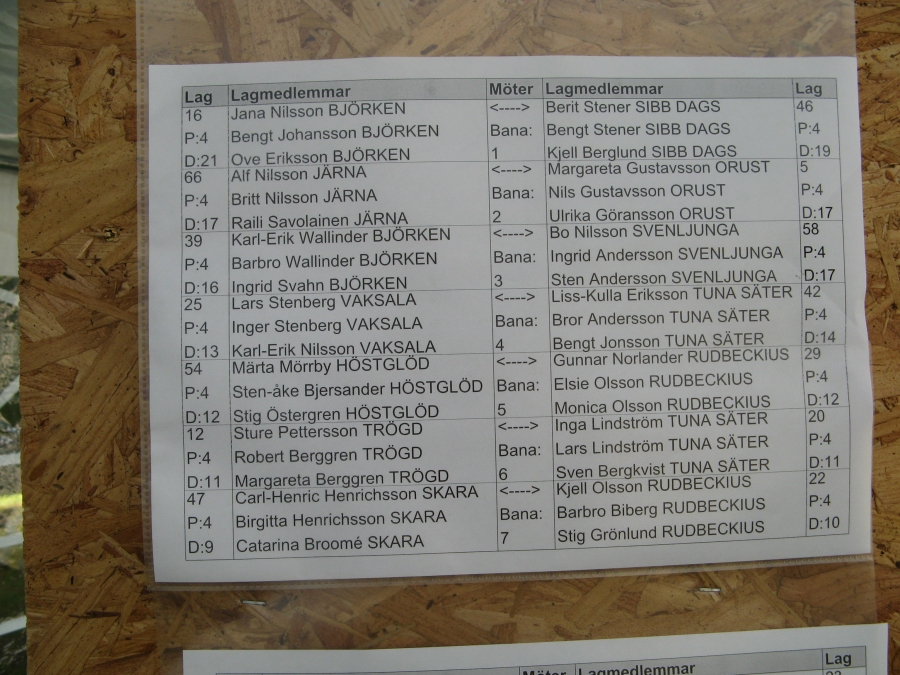 Lag Lagmedlemmar Möter Lagmedlemmar Lag
16 Jana Nilsson BJÖRKEN <----> Berit Stener SIBB DAGS 46
P:4 Bengt Johansson BJÖRKEN Bana: Bengt Stener SIBB DAGS P:4
D:21 Ove Eriksson BJÖRKEN 1 Kjell Berglund SIBB DAGS D:19
66 Alf Nilsson JÄRNA <----> Margareta Gustavsson ORUST 5
P:4 Britt Nilsson JÄRNA Bana: Nils Gustavsson ORUST P:4
D:17 Raili Savolainen JÄRNA 2 Ulrika Göransson ORUST D:17
39 Karl-Erik Wallinder BJÖRKEN <----> Bo Nilsson SVENLJUNGA 58
P:4 Barbro Wallinder BJÖRKEN Bana: Ingrid Andersson SVENLJUNGA P:4
D:16 Ingrid Svahn BJÖRKEN 3 Sten Andersson SVENLJUNGA D:17
25 Lars Stenberg VAKSALA <----> Liss-Kulla Eriksson TUNA SÄTER 42
P:4 Inger Stenberg VAKSALA Bana: Bror Andersson TUNA SÄTER P:4
D:13 Karl-Erik Nilsson VAKSALA 4 Bengt Jonsson TUNA SÄTER D:14
54 Märta Mörrby HÖSTGLÖD <----> Gunnar Norlander RUDBECKIUS 29
P:4 Sten-åke Bjersander HÖSTGLÖD Bana: Elsie Olsson RUDBECKIUS P:4
D:12 Stig Östergren HÖSTGLÖD 5 Monica Olsson RUDBECKIUS D:12
12 Sture Pettersson TRÖGD <----> Inga Lindström TUNA SÄTER 20
P:4 Robert Berggren TRÖGD Bana: Lars Lindström TUNA SÄTER P:4
D:11 Margareta Berggren TRÖGD 6 Sven Bergkvist TUNA SÄTER D:11
47 Carl-Henric Henrichsson SKARA <----> Kjell Olsson RUDBECKIUS 22
P:4 Birgitta Henrichsson SKARA Bana: Barbro Biberg RUDBECKIUS P:4
D:9 Catarina Broomé SKARA 7 Stig Grönlund RUDBECKIUS D:10
Möter Lagmedlemmar Lag